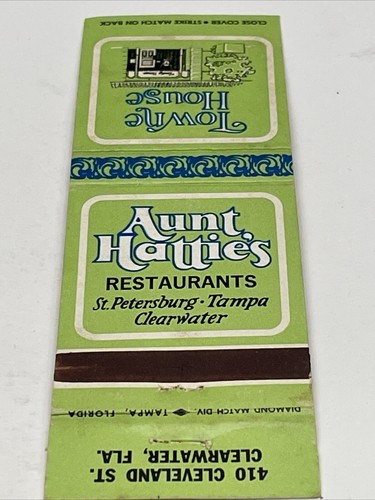 CLOSE COVER • STRIKE MATCH ON BACK
Towne
House
Aunt
Hattie's
RESTAURANTS
St. Petersburg · Tampa
Clearwater
DIAMOND MATCH DIV. TAMPA, FLORIDA
410 CLEVELAND ST.
CLEARWATER, FLA.